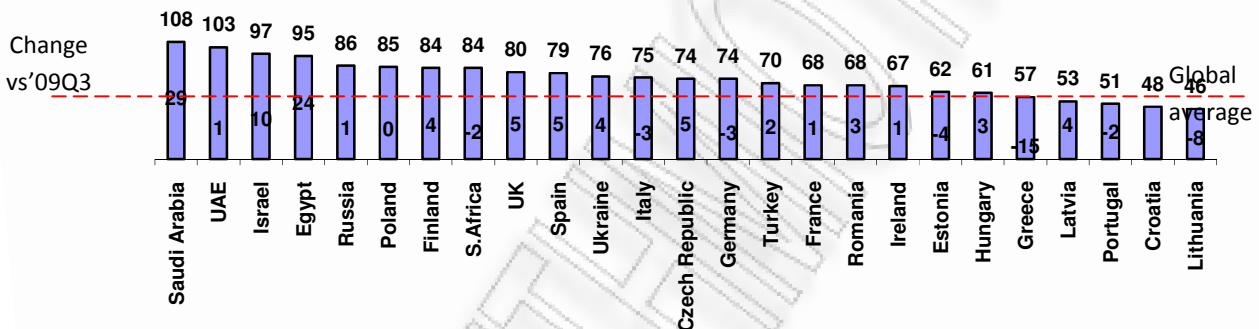 108 103 97 95 86 85 84 84 80 79 76 75 74 74 70 68 68 67 62 61 57 53 51 48 46
Change
vs'09Q3
Global
average
29 1 10 24 1 0 4 -2 5 5 4 -3 5 -3 2 1 3 1 -4 3 -15 4 -2 -8
Saudi Arabia
UAE
Israel
Egypt
Russia
Poland
Finland
S.Africa
UK
Spain
Ukraine
Italy
Czech Republic
Germany
Turkey
France
Romania
Ireland
Estonia
Hungary
Greece
Latvia
Portugal
Croatia
Lithuania